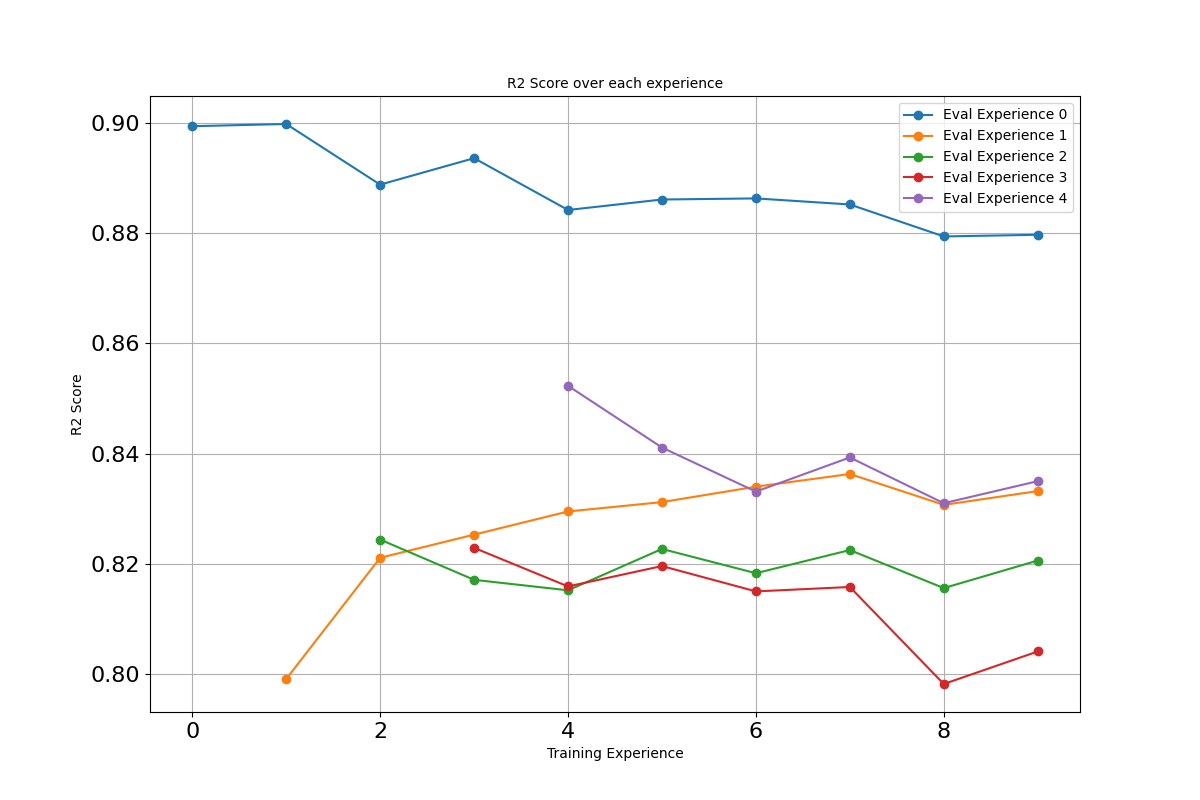 R2 Score over each experience
Eval Experience 0
Eval Experience 1
Eval Experience 2
Eval Experience 3
Eval Experience 4
0.90
0.88
0.86
0.84
0.82
0.80
R2 Score
0 2 4 6 8
Training Experience